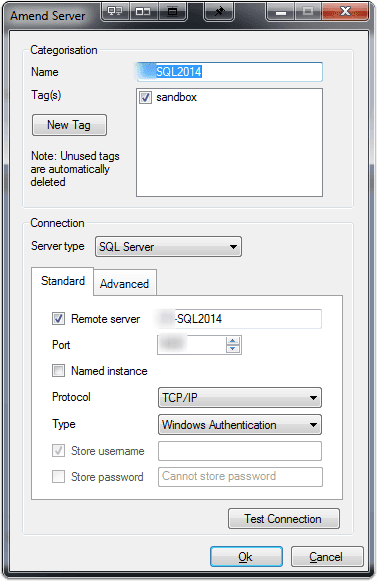 Amend Server
Categorisation
Name
SQL2014
Tag(s)
sandbox
New Tag
Note: Unused tags
are automatically
deleted
Connection
Server type
SQL Server
Standard
Advanced
Remote server
-SQL2014
Port
Named instance
Protocol
TCP/IP
Type
Windows Authentication
Store username
Store password
Cannot store password
Test Connection
Ok
Cancel